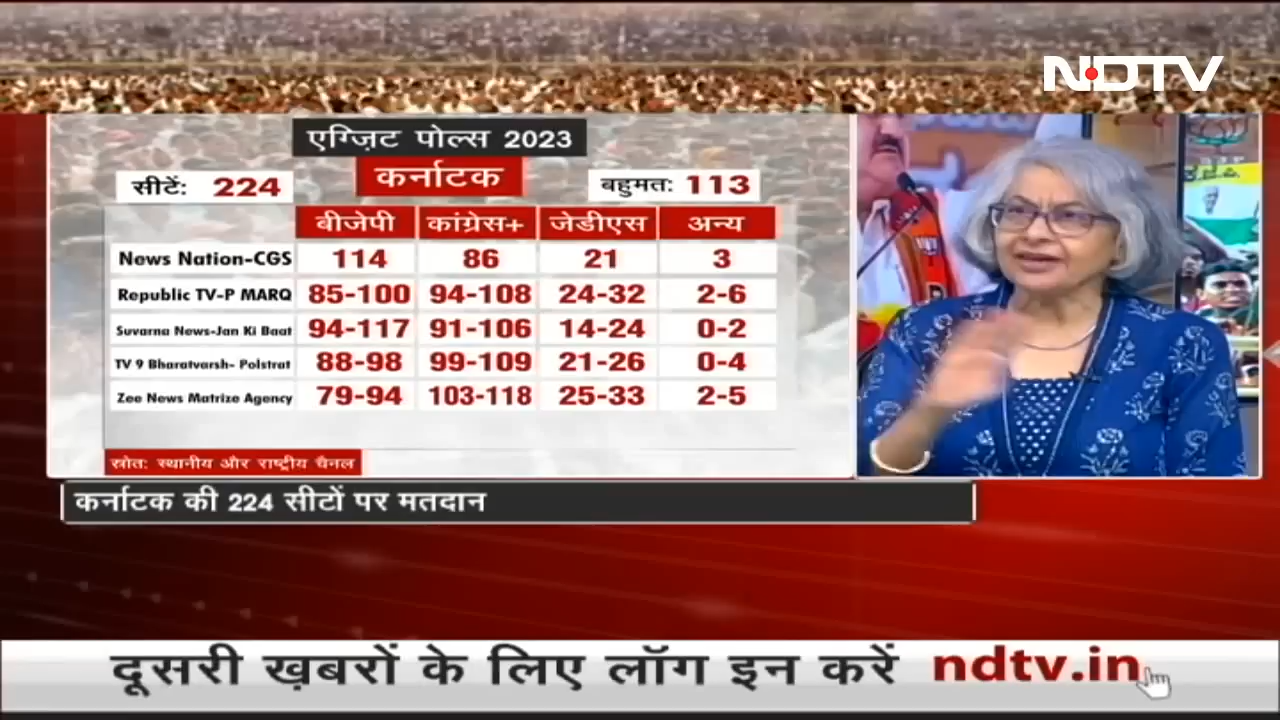 NDTV
एग्ज़िट पोल्स 2023
कर्नाटक
सीटें: 224
बहुमत: 113
बीजेपी कांग्रेस+ जेडीएस अन्य
News Nation-CGS 114 86 21 3
Republic TV-P MARQ 85-100 94-108 24-32 2-6
Suvarna News-Jan Ki Baat 94-117 91-106 14-24 0-2
TV 9 Bharatvarsh- Polstrat 88-98 99-109 21-26 0-4
Zee News Matrize Agency 79-94 103-118 25-33 2-5
स्रोत: स्थानीय और राष्ट्रीय चैनल
कर्नाटक की 224 सीटों पर मतदान
दूसरी ख़बरों के लिए लॉग इन करें ndtv.in